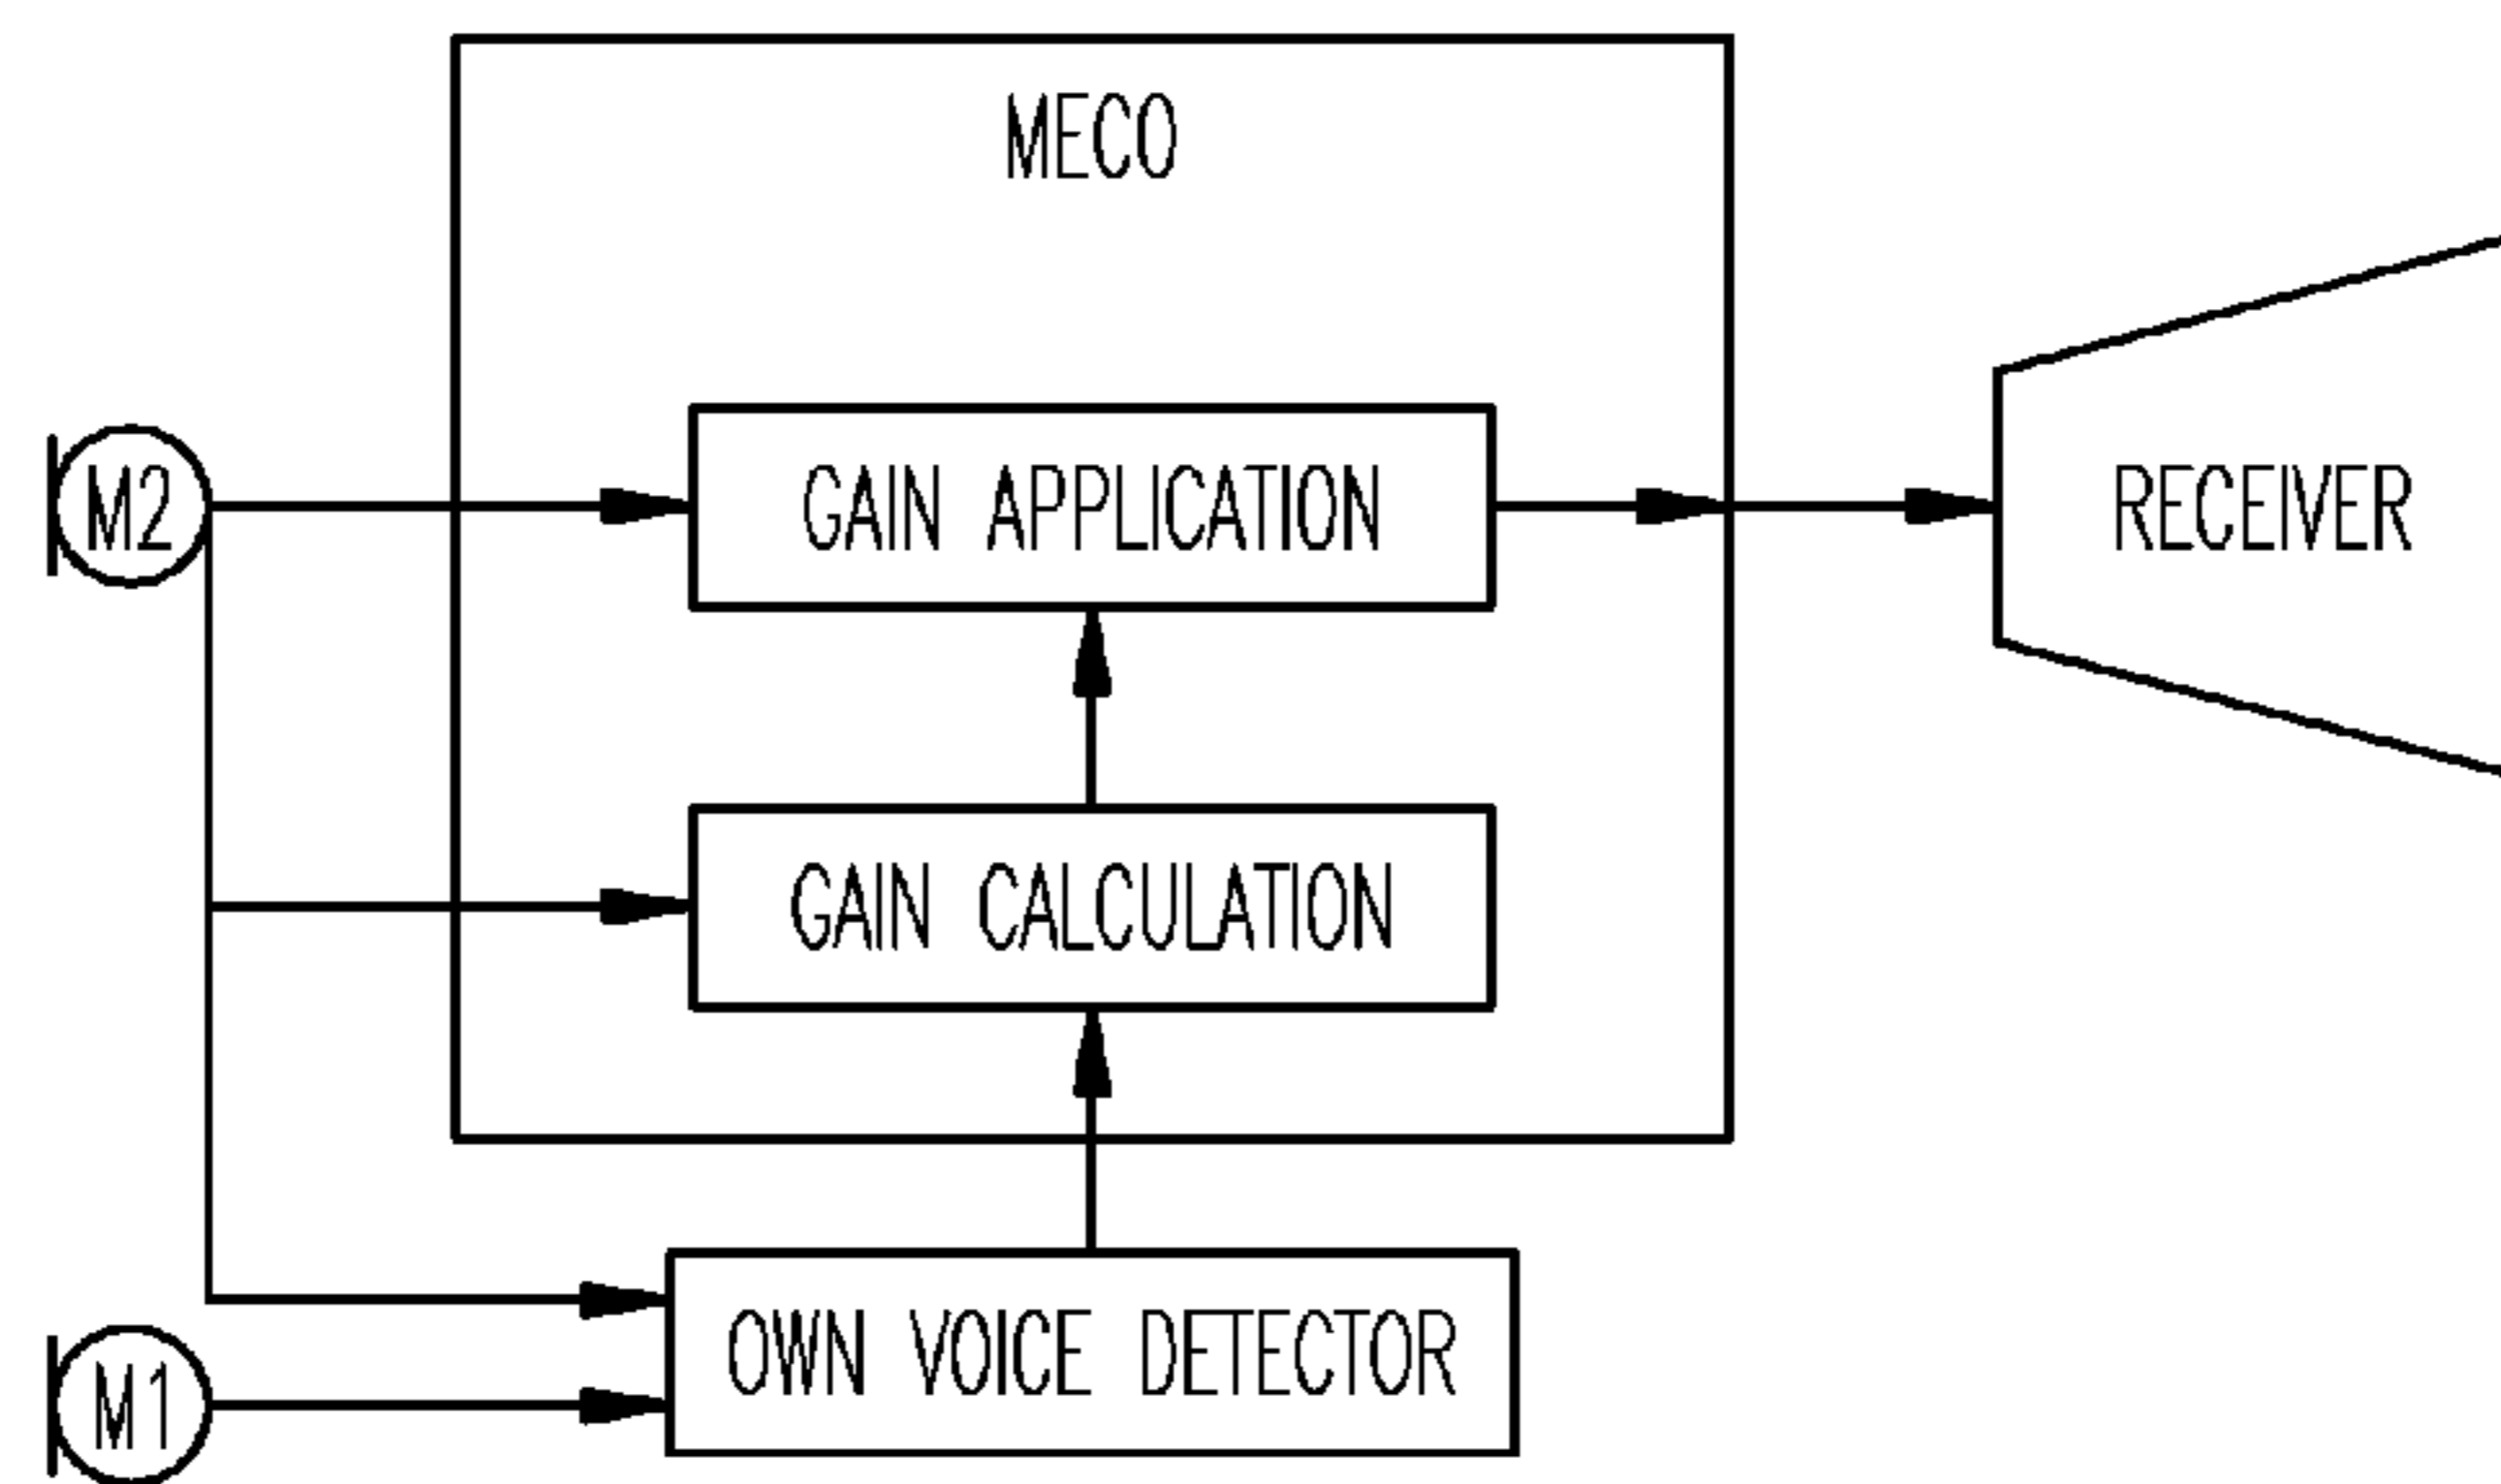 MECO
M2
GAIN APPLICATION
RECEIVER
GAIN CALCULATION
OWN VOICE DETECTOR
M1